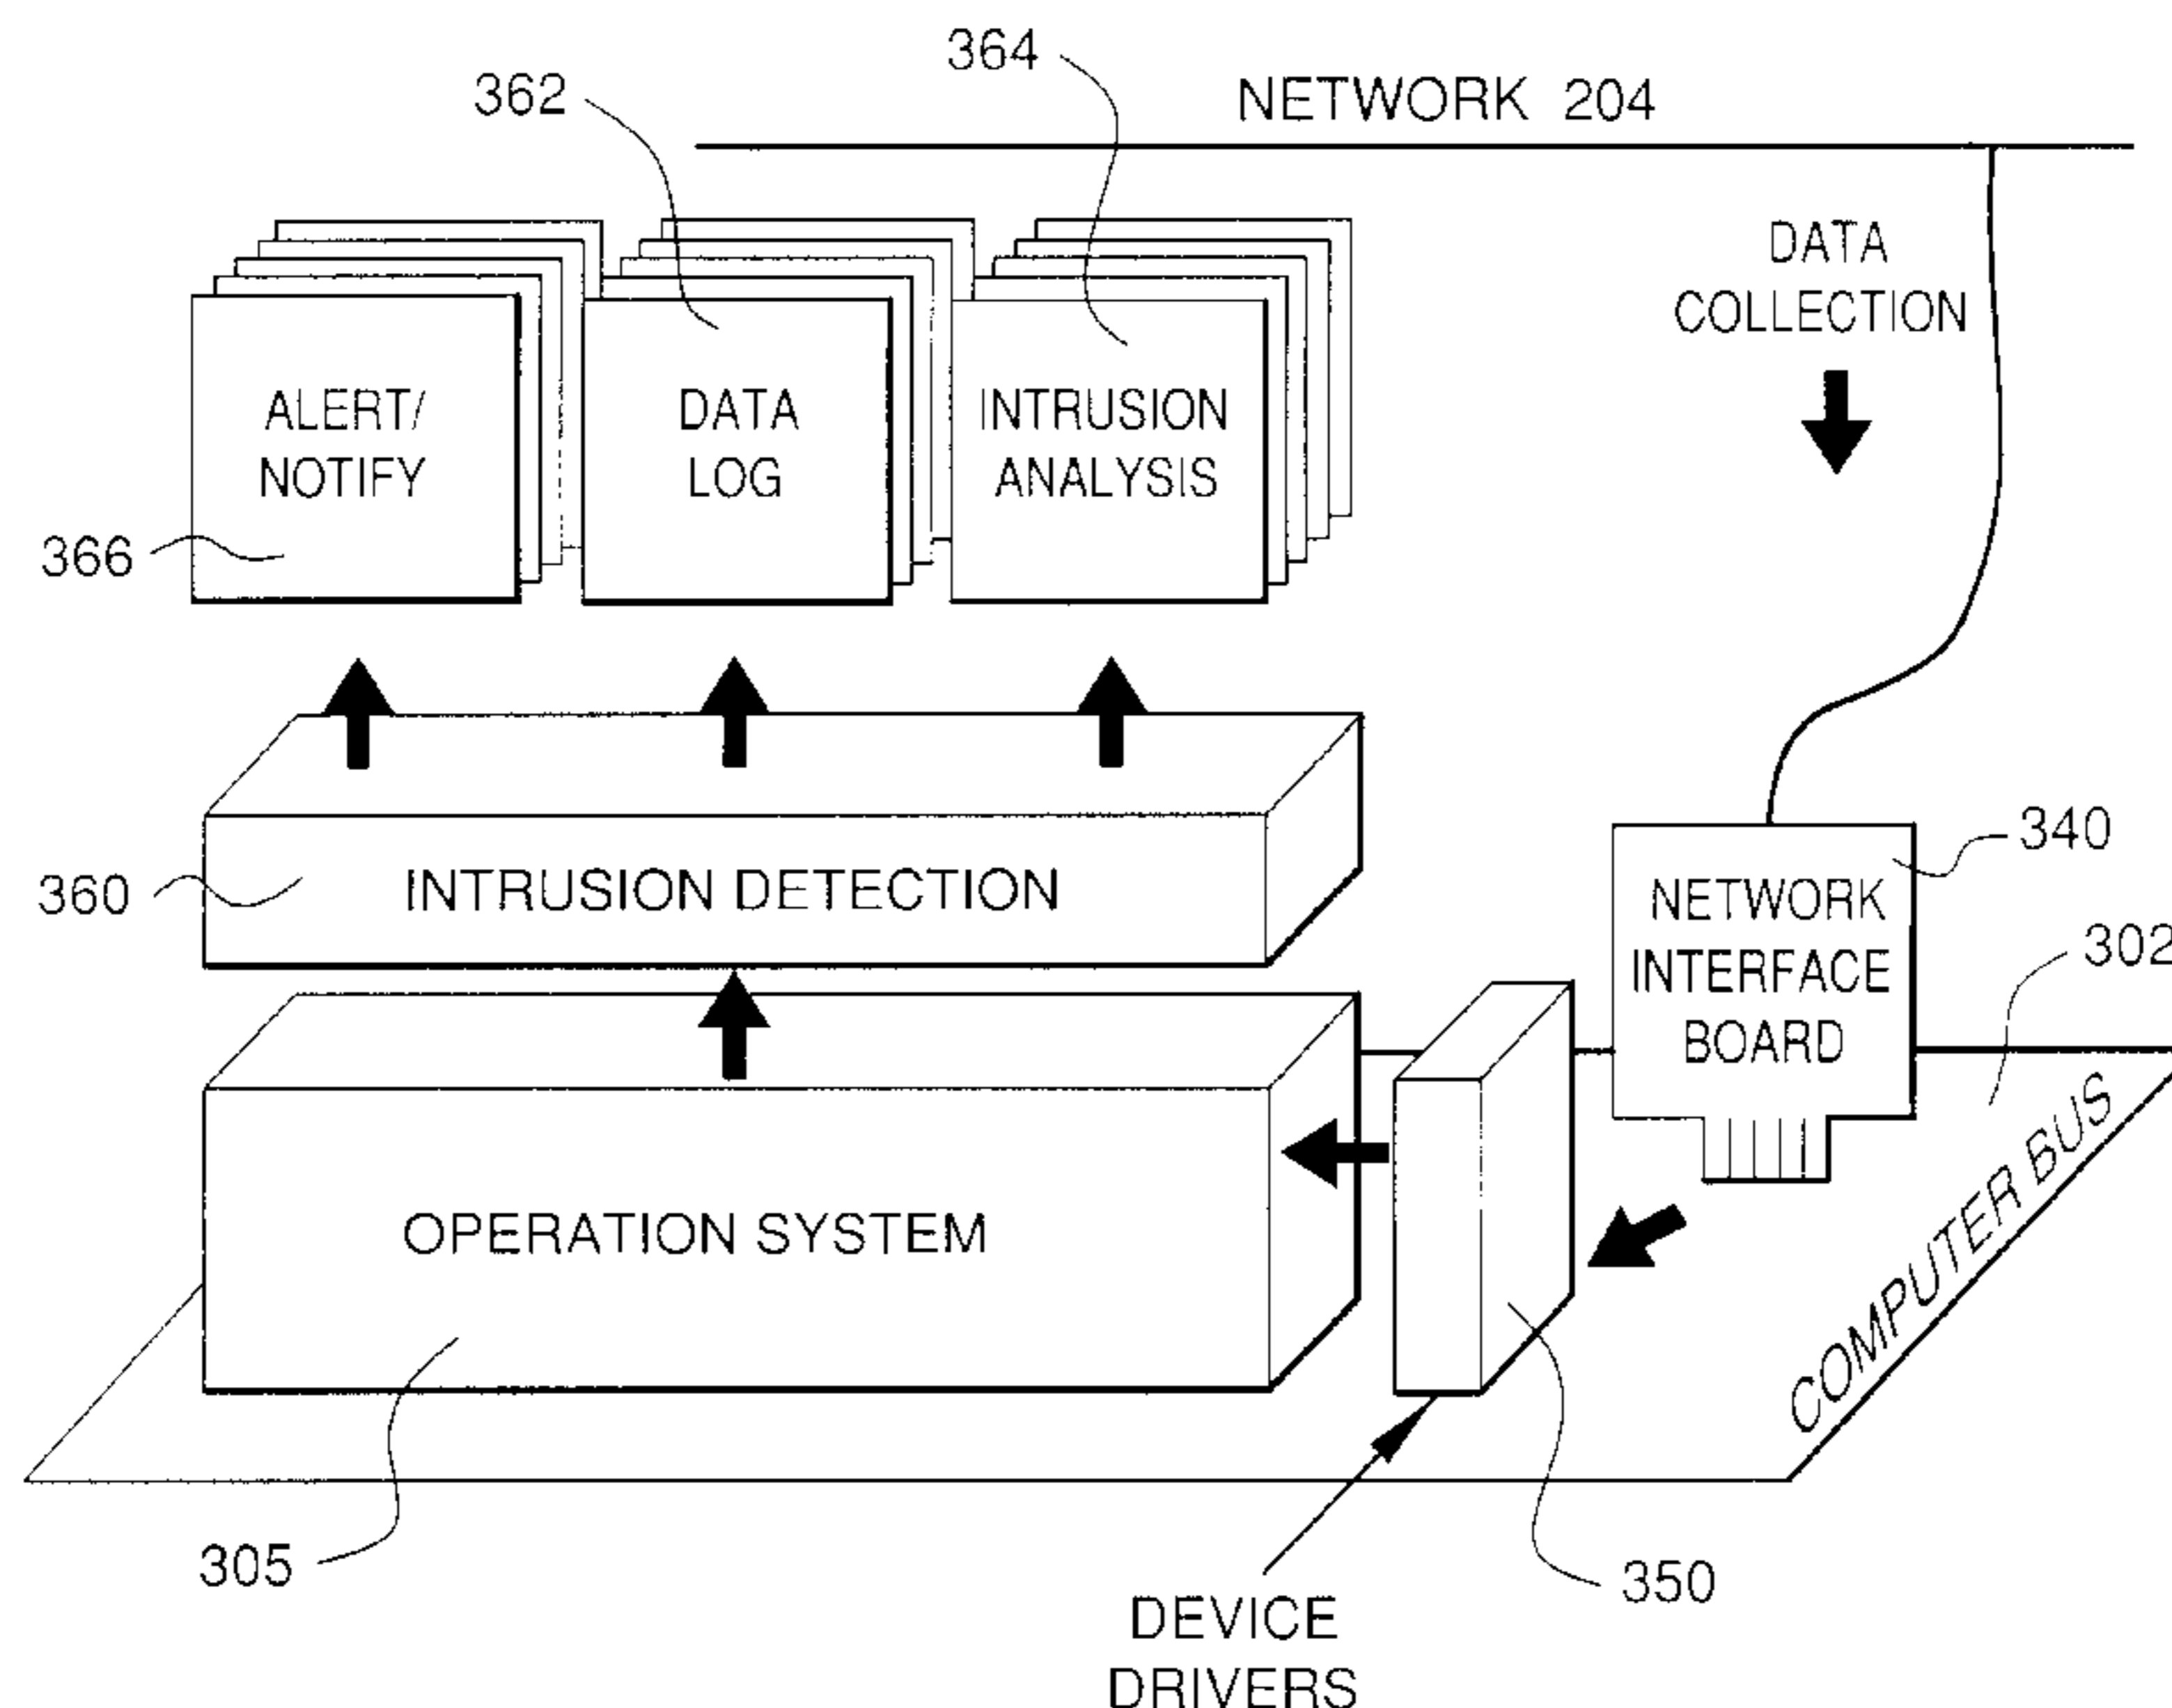 364
362
NETWORK 204
DATA
COLLECTION
ALERT/
NOTIFY
DATA
LOG
INTRUSION
ANALYSIS
366
340
360
INTRUSION DETECTION
NETWORK
INTERFACE
BOARD
302
OPERATION SYSTEM
COMPUTER BUS
305
350
DEVICE
DRIVERS